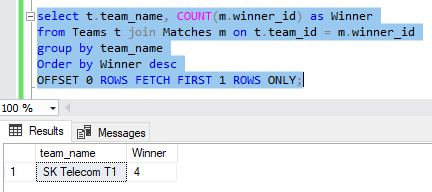 select t.team_name, COUNT(m.winner_id) as Winner
from Teams t join Matches m on t.team_id = m.winner_id
group by team_name
Order by Winner desc
OFFSET 0 ROWS FETCH FIRST 1 ROWS ONLY;
100 %
Results Messages
team_name Winner
1 SK Telecom T1 4